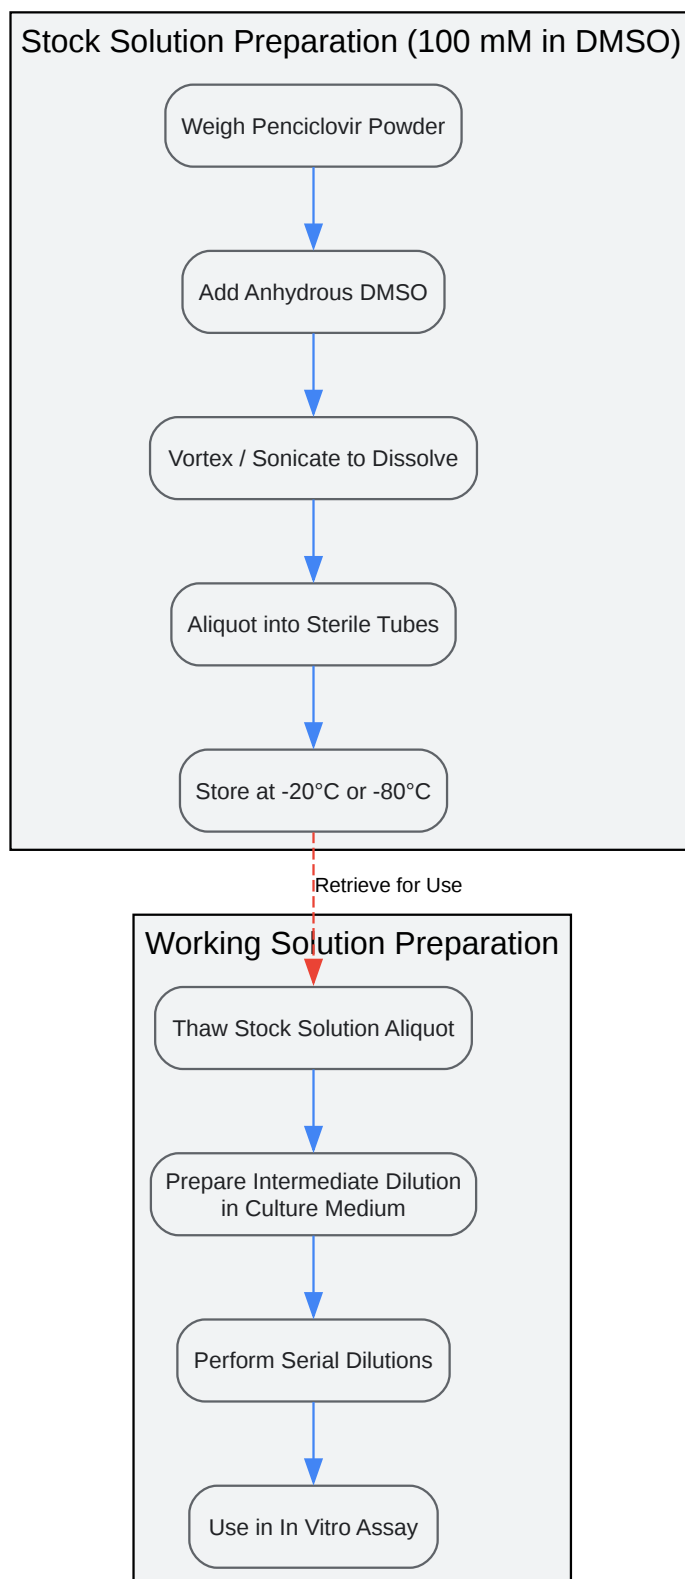 Stock Solution Preparation (100 mM in DMSO)
Weigh Penciclovir Powder
Add Anhydrous DMSO
Vortex / Sonicate to Dissolve
Aliquot into Sterile Tubes
Store at -20°C or -80°C
Retrieve for Use
Working Solution Preparation
Thaw Stock Solution Aliquot
Prepare Intermediate Dilution
in Culture Medium
Perform Serial Dilutions
Use in In Vitro Assay